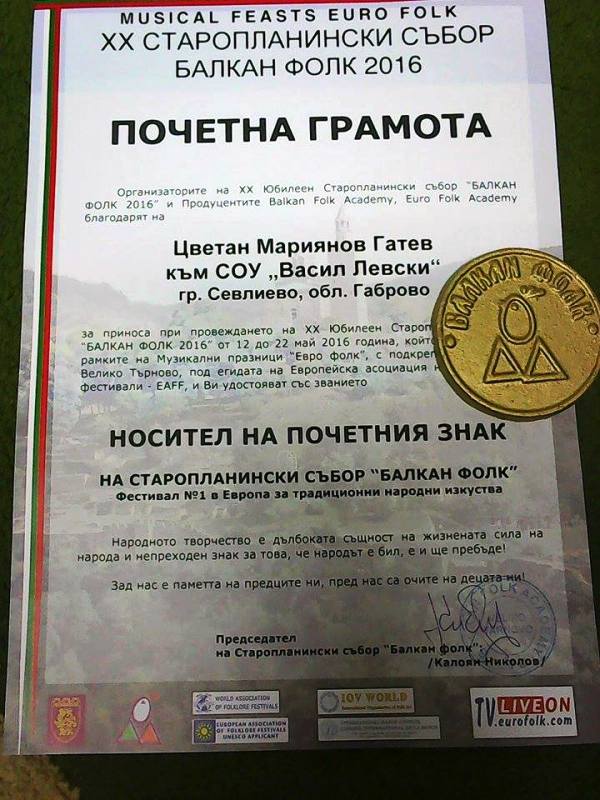 MUSICAL FEASTS EURO FOLK
XX СТАРОПЛАНИНСКИ СЪБОР
БАЛКАН ФОЛК 2016
ПОЧЕТНА ГРАМОТА
Организаторите на XX Юбилеен Старопланински събор "БАЛКАН
ФОЛК 2016" и Продуцентите Balkan Folk Academy, Euro Folk Academy
благодарят на
Цветан Мариянов Гатев
към СОУ „Васил Левски“
гр. Севлиево, обл. Габрово
БАЛКАН ФОЛК
за приноса при провеждането на XX Юбилеен Староп
"БАЛКАН ФОЛК 2016" от 12 до 22 май 2016 година, който
рамките на Музикални празници "Евро фолк", с подкреп
Велико Търново, под егидата на Европейска асоциация н
фестивали - EAFF, и Ви удостояват със званието
НОСИТЕЛ НА ПОЧЕТНИЯ ЗНАК
НА СТАРОПЛАНИНСКИ СЪБОР "БАЛКАН ФОЛК"
Фестивал №1 в Европа за традиционни народни изкуства
Народното творчество е дълбоката същност на жизнената сила на
народа и непреходен знак за това, че народът е бил, е и ще пребъде!
Зад нас е паметта на предците ни, пред нас са очите на децата ни!
FOLK ACADEMY
Председател
на Старопланински събор "Балкан фолк":
/Калоян Николов/
WORLD ASSOCIATION
OF FOLKLORE FESTIVALS
IOV WORLD
EUROPEAN ASSOCIATION
OF FOLKLORE FESTIVALS
UNESCO APPLICANT
TV LIVE ON
.eurofolk.com